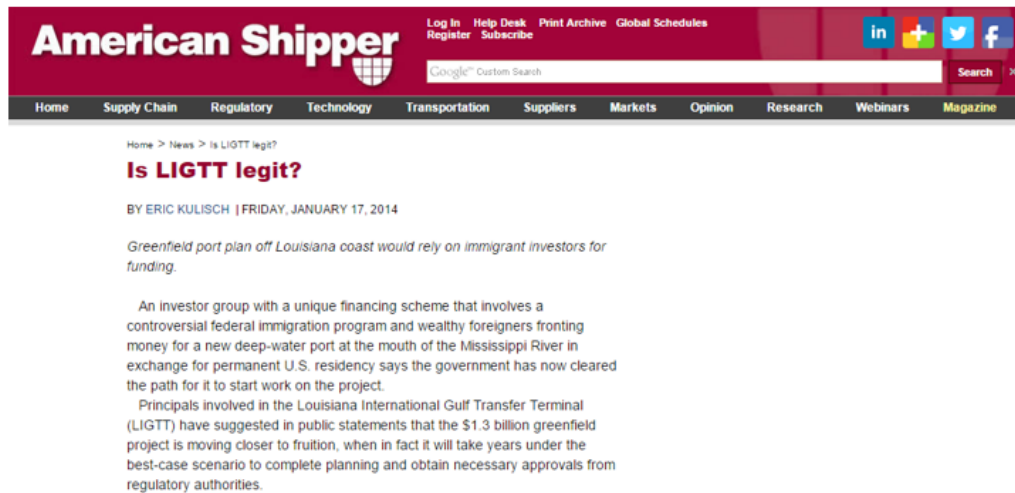 American Shipper
Log In Help Desk Print Archive Global Schedules
Register Subscribe
in + f
Google™ Custom Search
Search ×
Home Supply Chain Regulatory Technology Transportation Suppliers Markets Opinion Research Webinars Magazine
Home > News > Is LIGTT legit?
Is LIGTT legit?
BY ERIC KULISCH | FRIDAY, JANUARY 17, 2014
Greenfield port plan off Louisiana coast would rely on immigrant investors for
funding.
An investor group with a unique financing scheme that involves a
controversial federal immigration program and wealthy foreigners fronting
money for a new deep-water port at the mouth of the Mississippi River in
exchange for permanent U.S. residency says the government has now cleared
the path for it to start work on the project.
Principals involved in the Louisiana International Gulf Transfer Terminal
(LIGTT) have suggested in public statements that the $1.3 billion greenfield
project is moving closer to fruition, when in fact it will take years under the
best-case scenario to complete planning and obtain necessary approvals from
regulatory authorities.